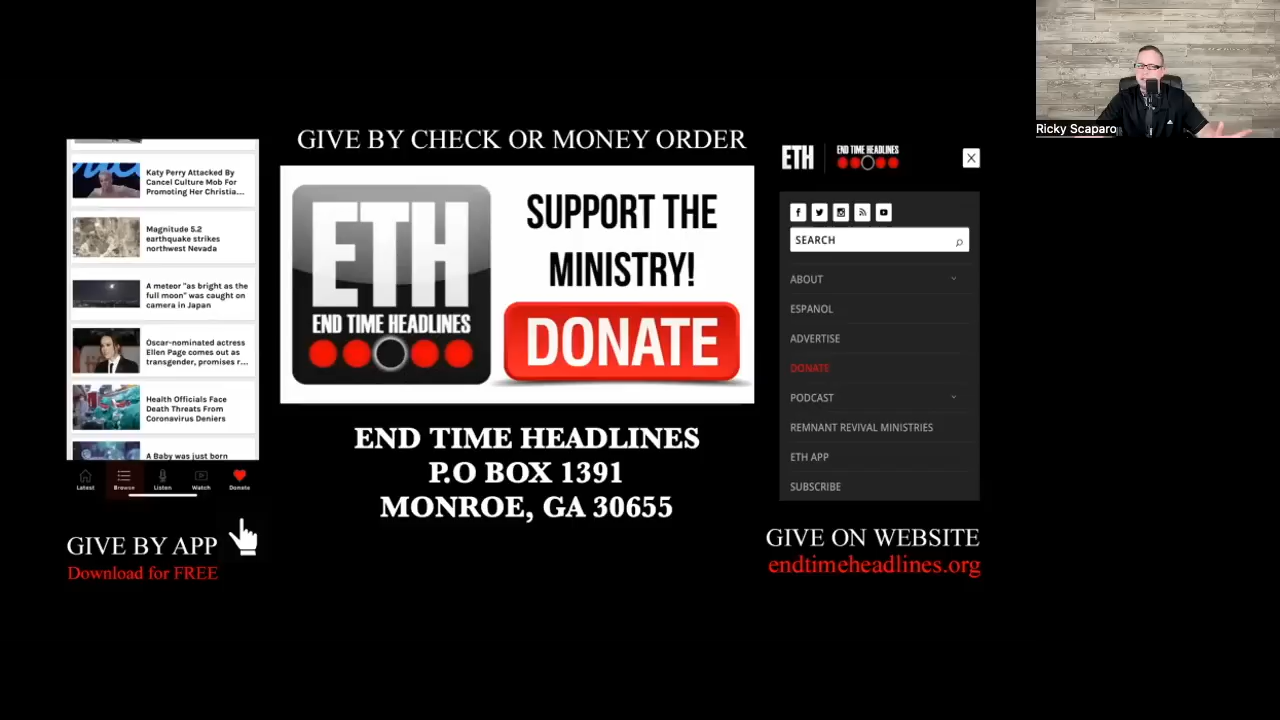 Ricky Scaparo
GIVE BY CHECK OR MONEY ORDER
Katy Perry Attacked By
Cancel Culture Mob For
Promoting Her Christia...
Magnitude 5.2
earthquake strikes
northwest Nevada
A meteor "as bright as the
full moon" was caught on
camera in Japan
Oscar-nominated actress
Ellen Page comes out as
transgender, promises r...
Health Officials Face
Death Threats From
Coronavirus Deniers
A Baby was just born
Latest
Browse
Listen
Watch
Donate
GIVE BY APP
Download for FREE
ETH
END TIME HEADLINES
SUPPORT THE
MINISTRY!
DONATE
END TIME HEADLINES
P.O BOX 1391
MONROE, GA 30655
ETH
END TIME HEADLINES
SEARCH
ABOUT
ESPANOL
ADVERTISE
DONATE
PODCAST
REMNANT REVIVAL MINISTRIES
ETH APP
SUBSCRIBE
GIVE ON WEBSITE
endtimeheadlines.org